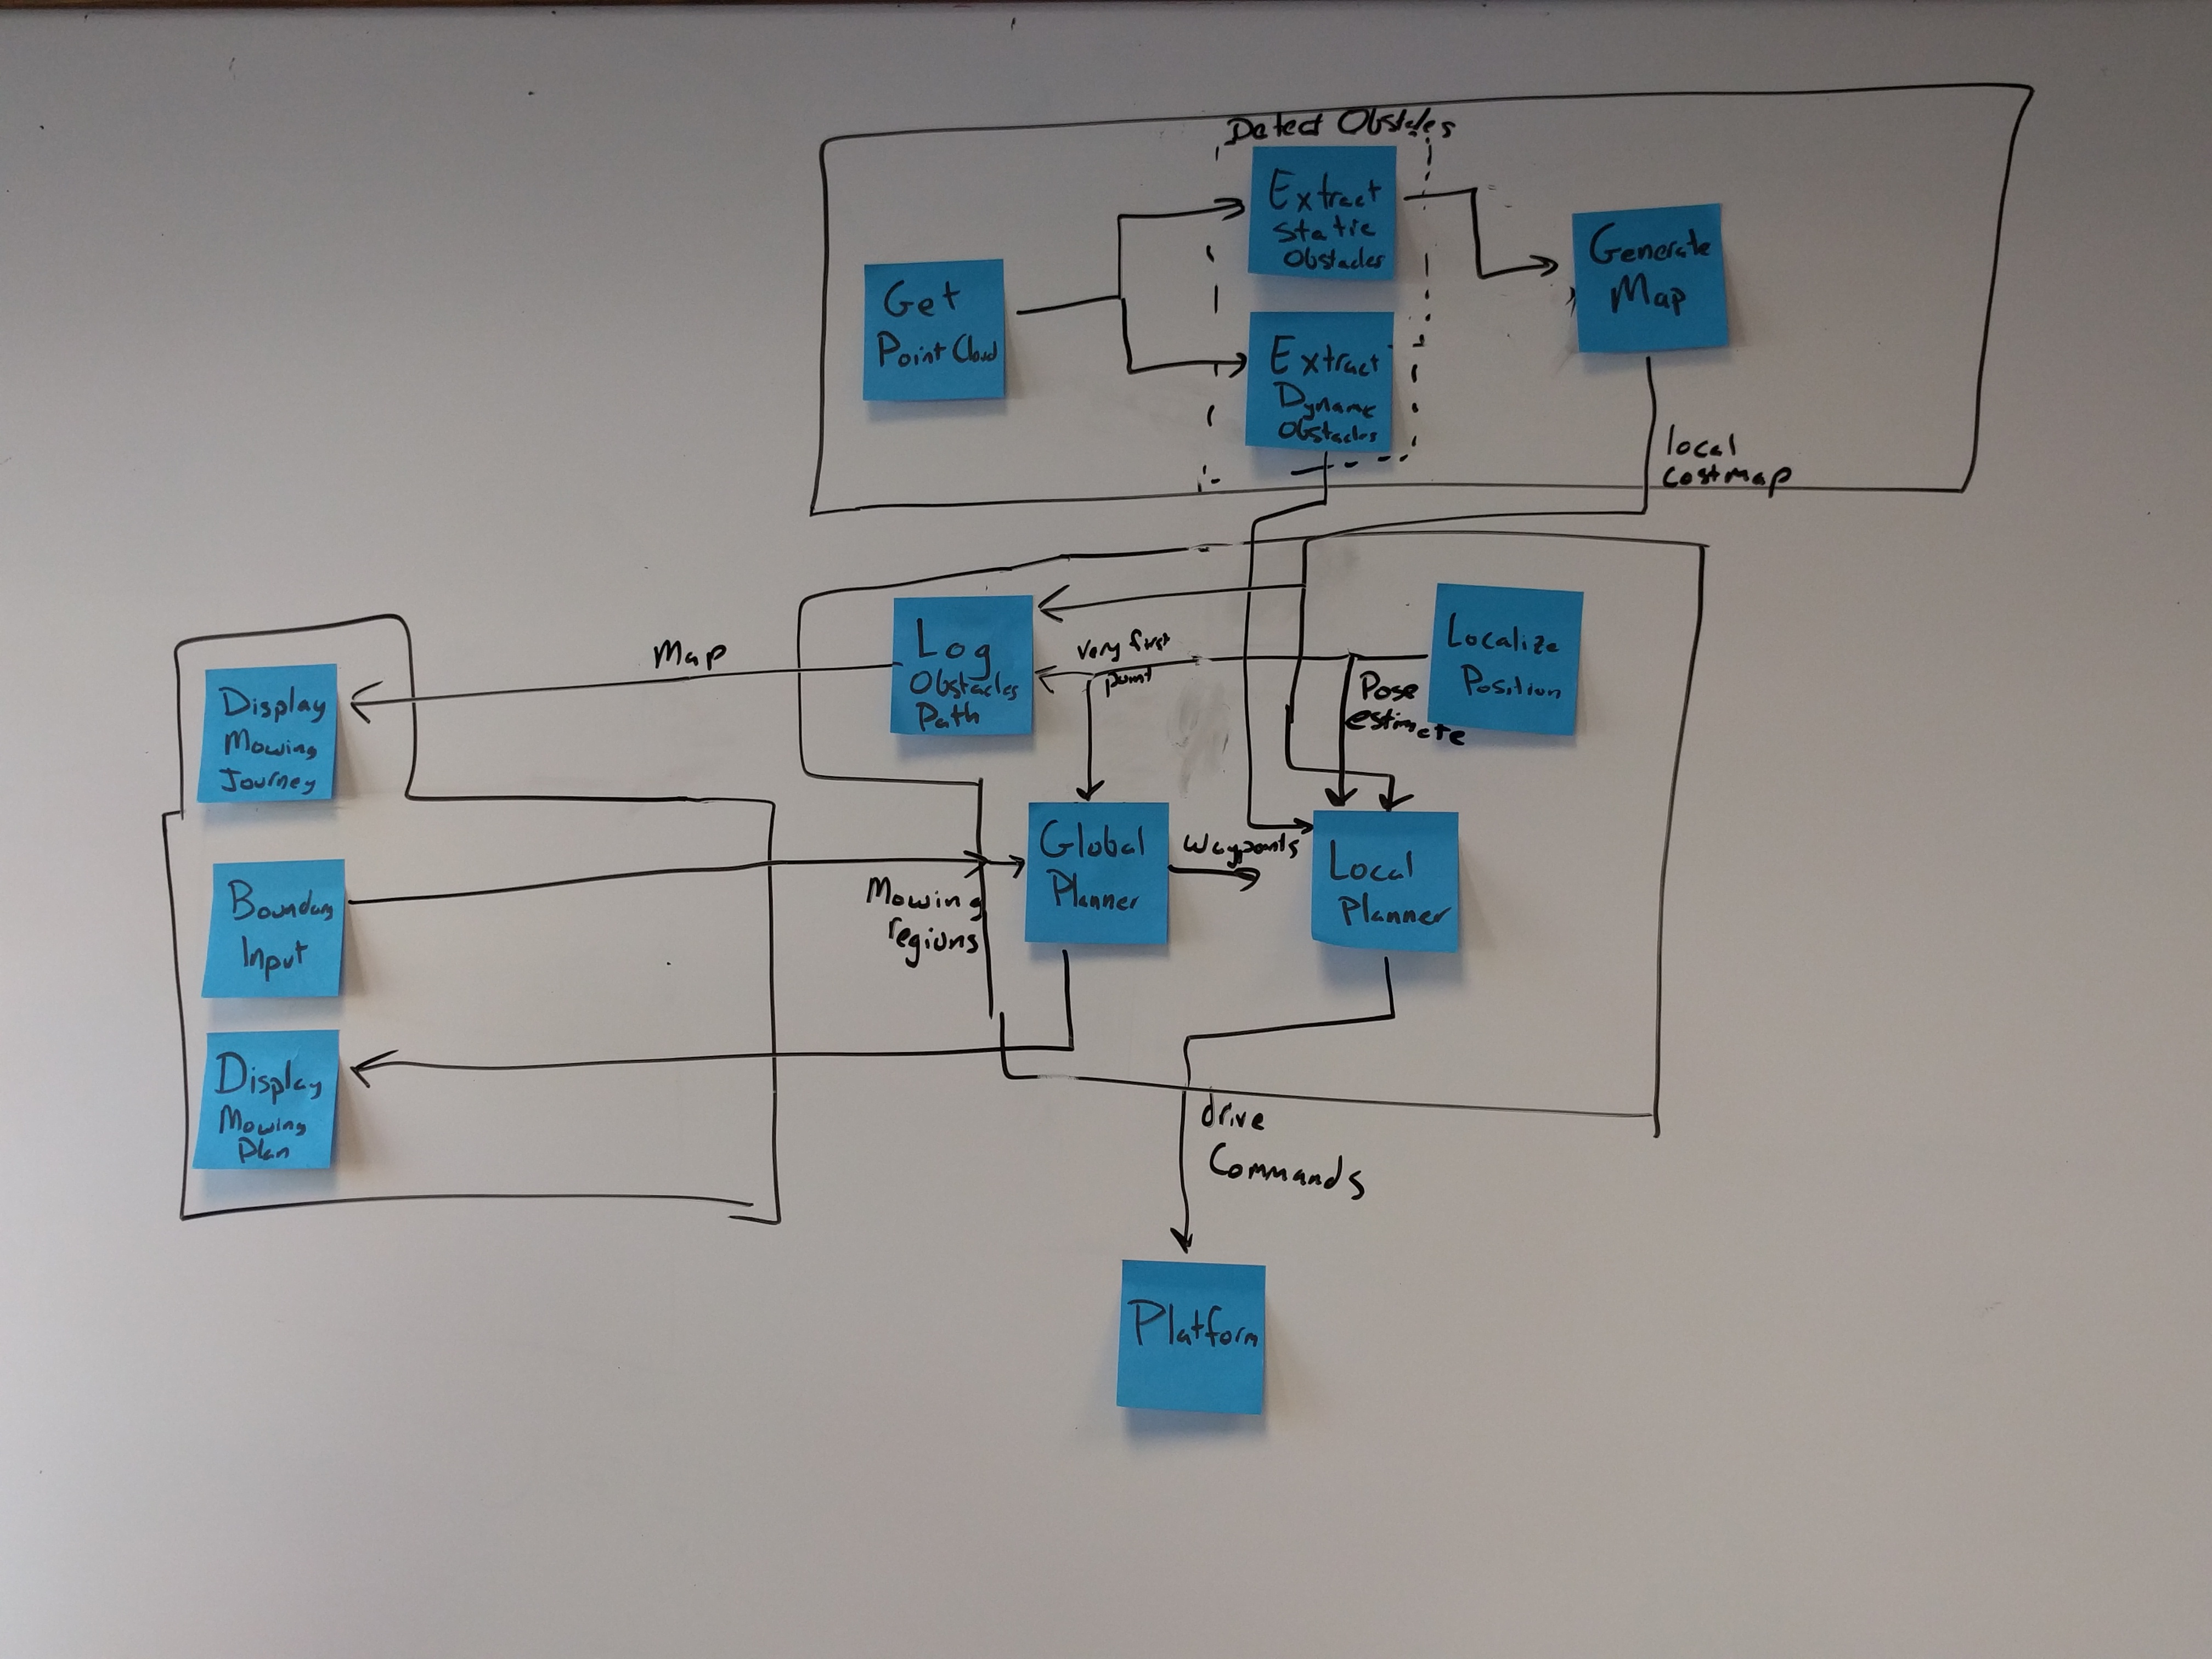 Detect Obstcles
Extract
Static
Obstacles
Generate
Map
Get
Point Cloud
Extract
Dynamc
Obstacles
local
costmap
Log
Obstacles
Path
very first
point
Localize
Position
Map
Pose
estimate
Display
Mowing
Journey
Global
Planner
Waypoints
Local
Planner
Mowing
regions
Boundary
Input
Display
Mowing
Plan
drive
Commands
Platform